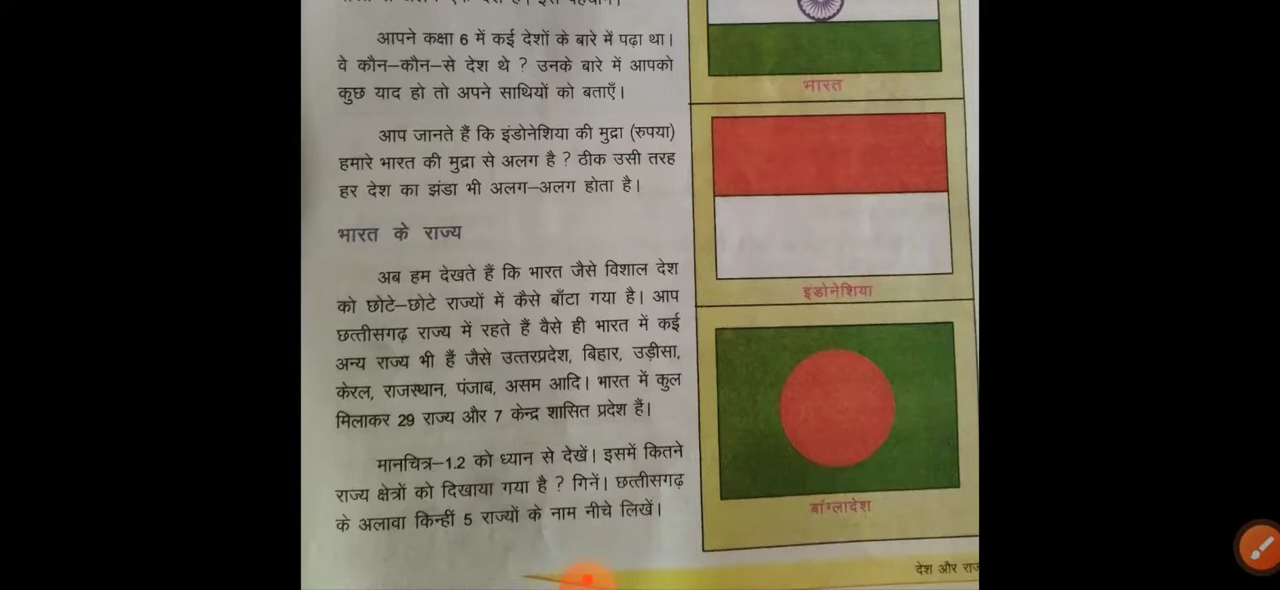 आपने कक्षा 6 में कई देशों के बारे में पढ़ा था।
वे कौन–कौन–से देश थे ? उनके बारे में आपको
कुछ याद हो तो अपने साथियों को बताएँ।
आप जानते हैं कि इंडोनेशिया की मुद्रा (रुपया)
हमारे भारत की मुद्रा से अलग है ? ठीक उसी तरह
हर देश का झंडा भी अलग–अलग होता है।
भारत के राज्य
अब हम देखते हैं कि भारत जैसे विशाल देश
को छोटे–छोटे राज्यों में कैसे बाँटा गया है। आप
छत्तीसगढ़ राज्य में रहते हैं वैसे ही भारत में कई
अन्य राज्य भी हैं जैसे उत्तरप्रदेश, बिहार, उड़ीसा,
केरल, राजस्थान, पंजाब, असम आदि। भारत में कुल
मिलाकर 29 राज्य और 7 केन्द्र शासित प्रदेश हैं।
मानचित्र–1.2 को ध्यान से देखें। इसमें कितने
राज्य क्षेत्रों को दिखाया गया है ? गिनें। छत्तीसगढ़
के अलावा किन्हीं 5 राज्यों के नाम नीचे लिखें।
भारत
इंडोनेशिया
बांग्लादेश
देश और